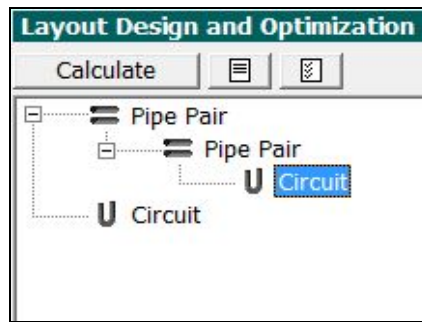 Layout Design and Optimization
Calculate
Pipe Pair
Pipe Pair
Circuit
Circuit